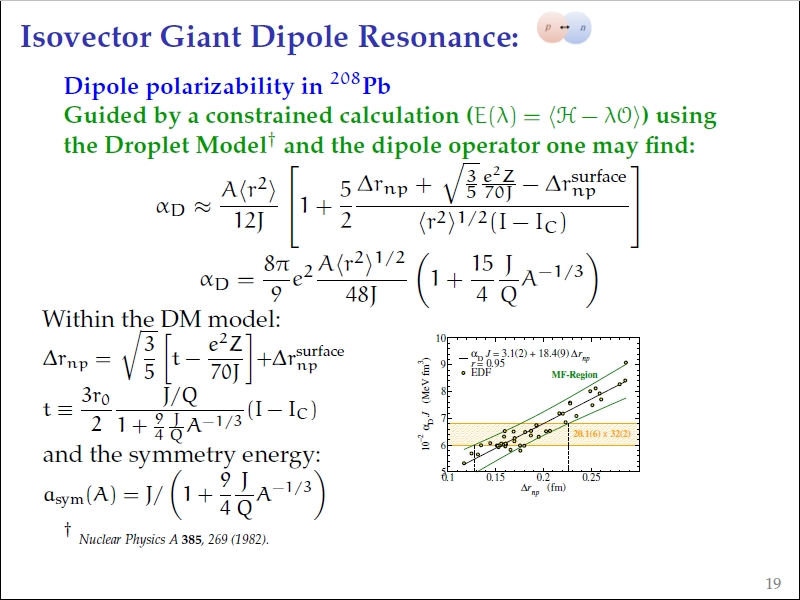 Isovector Giant Dipole Resonance: p ↔ n
Dipole polarizability in ²⁰⁸Pb
Guided by a constrained calculation (E(λ) = ⟨ℋ − λ𝒪⟩) using
the Droplet Model† and the dipole operator one may find:
α_D ≈ A⟨r²⟩/12J [1 + 5/2 (Δr_np + √(3/5) e²Z/70J − Δr_np^surface)/(⟨r²⟩^1/2 (I − I_C))]
α_D = 8π/9 e² A⟨r²⟩^1/2/48J (1 + 15/4 J/Q A^−1/3)
Within the DM model:
Δr_np = √(3/5) [t − e²Z/70J] + Δr_np^surface
t ≡ 3r₀/2 (J/Q)/(1 + 9/4 J/Q A^−1/3) (I − I_C)
and the symmetry energy:
a_sym(A) = J/ (1 + 9/4 J/Q A^−1/3)
† Nuclear Physics A 385, 269 (1982).
α_D J = 3.1(2) + 18.4(9) Δr_np
r = 0.95
EDF
MF-Region
20.1(6) x 32(2)
10⁻² α_D J (MeV fm³)
10
9
8
7
6
5
0.1 0.15 0.2 0.25
Δr_np (fm)
19